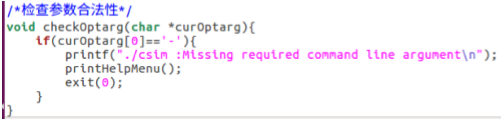 /*检查参数合法性*/
void checkOptarg(char *curOptarg){
    if(curOptarg[0]=='-'){
        printf("./csim :Missing required command line argument\n");
        printHelpMenu();
        exit(0);
    }
}